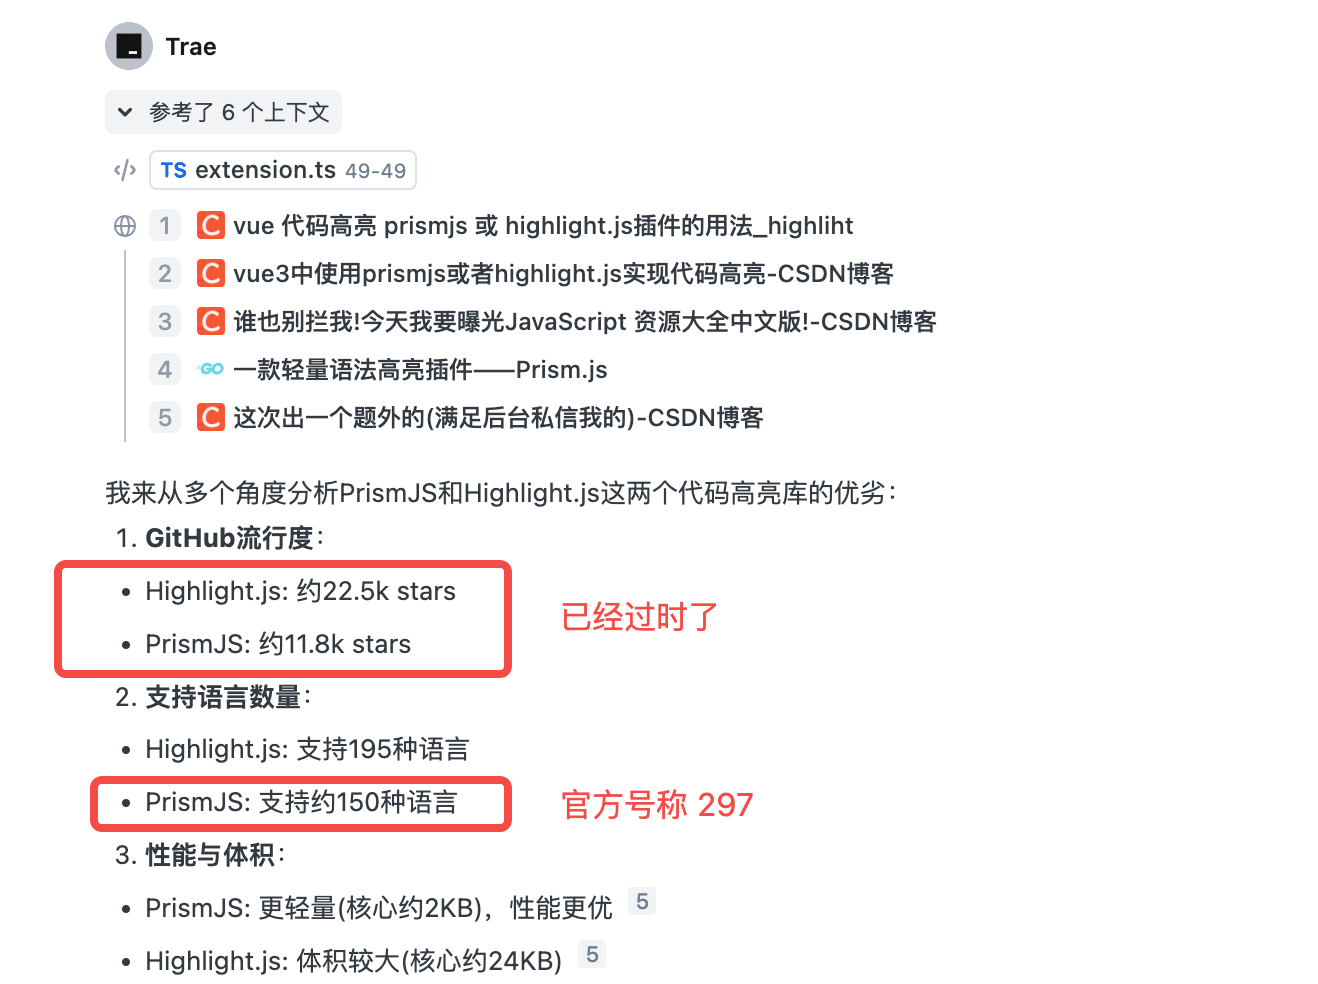 Trae
参考了 6 个上下文
TS extension.ts 49-49
1 vue 代码高亮 prismjs 或 highlight.js插件的用法_highliht
2 vue3中使用prismjs或者highlight.js实现代码高亮-CSDN博客
3 谁也别拦我!今天我要曝光JavaScript 资源大全中文版!-CSDN博客
4 GO 一款轻量语法高亮插件——Prism.js
5 这次出一个题外的(满足后台私信我的)-CSDN博客
我来从多个角度分析PrismJS和Highlight.js这两个代码高亮库的优劣：
1. GitHub流行度：
• Highlight.js: 约22.5k stars
已经过时了
• PrismJS: 约11.8k stars
2. 支持语言数量：
• Highlight.js: 支持195种语言
• PrismJS: 支持约150种语言
官方号称 297
3. 性能与体积：
• PrismJS: 更轻量(核心约2KB)，性能更优 5
• Highlight.js: 体积较大(核心约24KB) 5